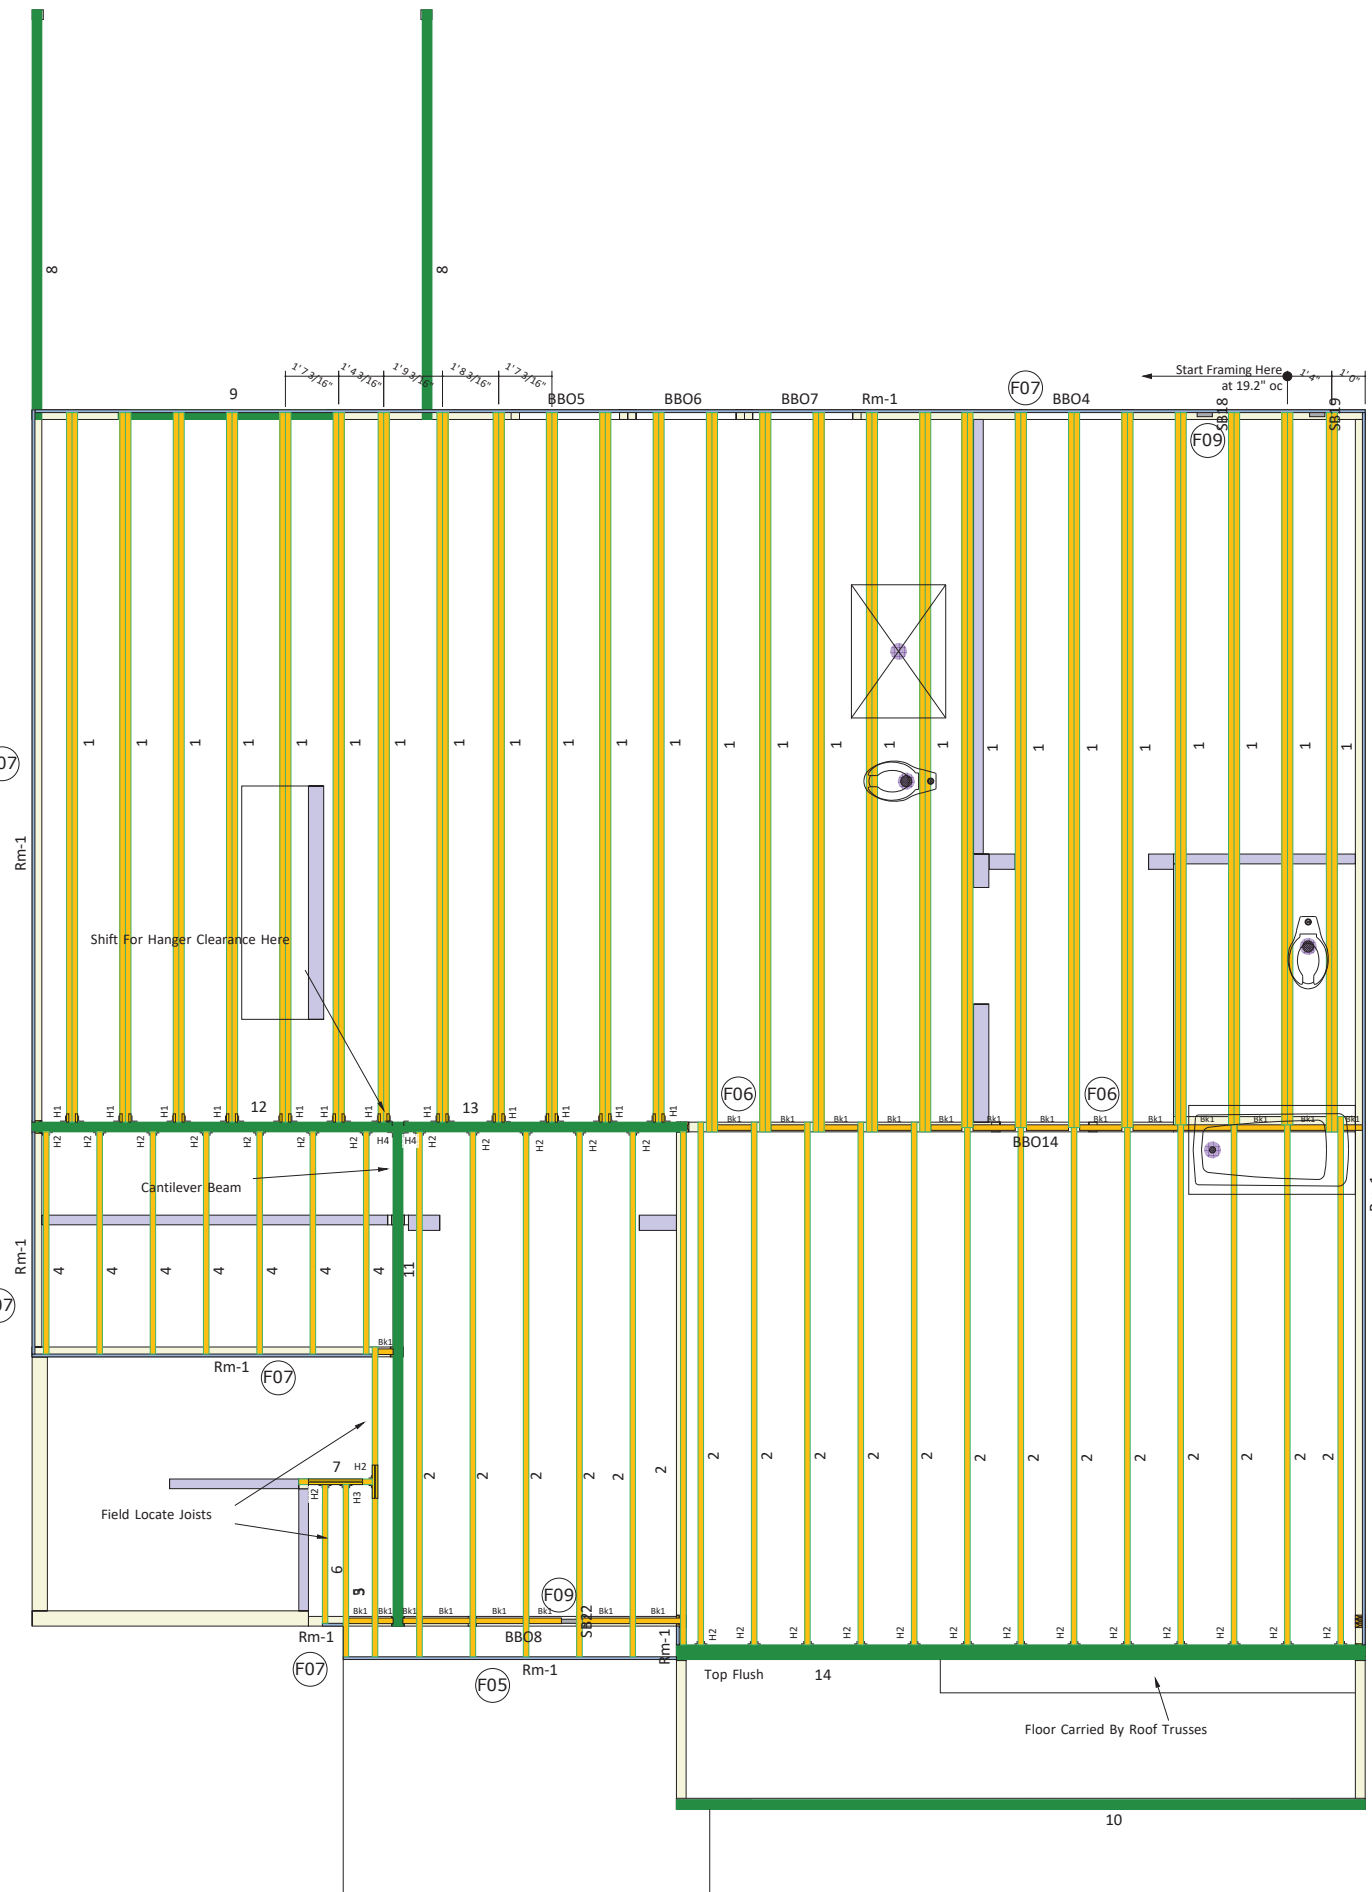 8
8
1' 7 3/16"
1' 4 3/16"
1' 9 3/16"
1' 8 3/16"
1' 7 3/16"
Start Framing Here
at 19.2" oc
1' 4"
1' 0"
9
BBO5
BBO6
BBO7
Rm-1
F07
BBO4
SB18
SB19
F09
1 1 1 1 1 1 1 1 1 1 1 1 1 1 1 1 1 1 1 1 1 1 1 1
07
Rm-1
Shift For Hanger Clearance Here
F06
F06
H1 H1 H1 H1 H1 H1 H1 H1 H1 H1 H1 H1
12
13
Bk1 Bk1 Bk1 Bk1 Bk1 Bk1 Bk1 Bk1 Bk1 Bk1 Bk1 Bk1
BBO14
H2 H2 H2 H2 H2 H2 H2 H4 H4 H2 H2 H2 H2 H2
Cantilever Beam
Rm-1
4 4 4 4 4 4 4
11
07
Bk1
Rm-1
F07
2 2 2 2 2 2 2 2 2 2 2 2 2 2 2 2 2 2
7
H2
H2
H3
Field Locate Joists
6
5
F09
Bk1 Bk1 Bk1 Bk1 Bk1 Bk1 Bk1
SB22
Rm-1
BBO8
Rm-1
H2 H2 H2 H2 H2 H2 H2 H2 H2 H2 H2 H2 H2
F07
F05
Rm-1
Top Flush
14
Floor Carried By Roof Trusses
10